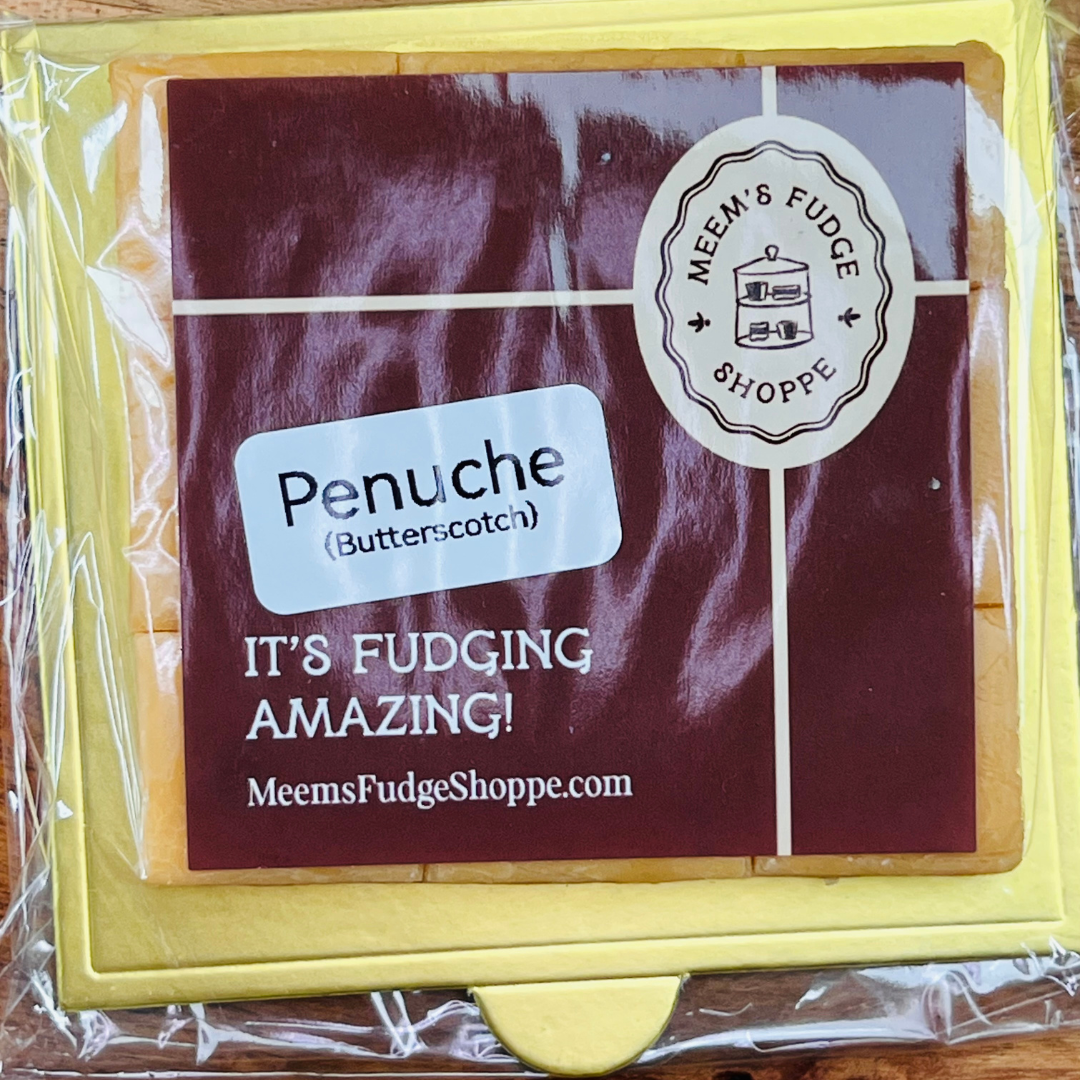 MEEM'S FUDGE
SHOPPE
Penuche
(Butterscotch)
IT'S FUDGING
AMAZING!
MeemsFudgeShoppe.com